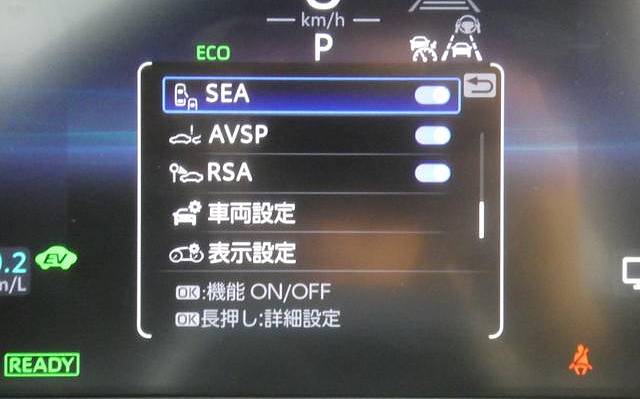 km/h
P
ECO
SEA
AVSP
RSA
車両設定
表示設定
OK:機能 ON/OFF
OK長押し:詳細設定
EV
.2
m/L
READY